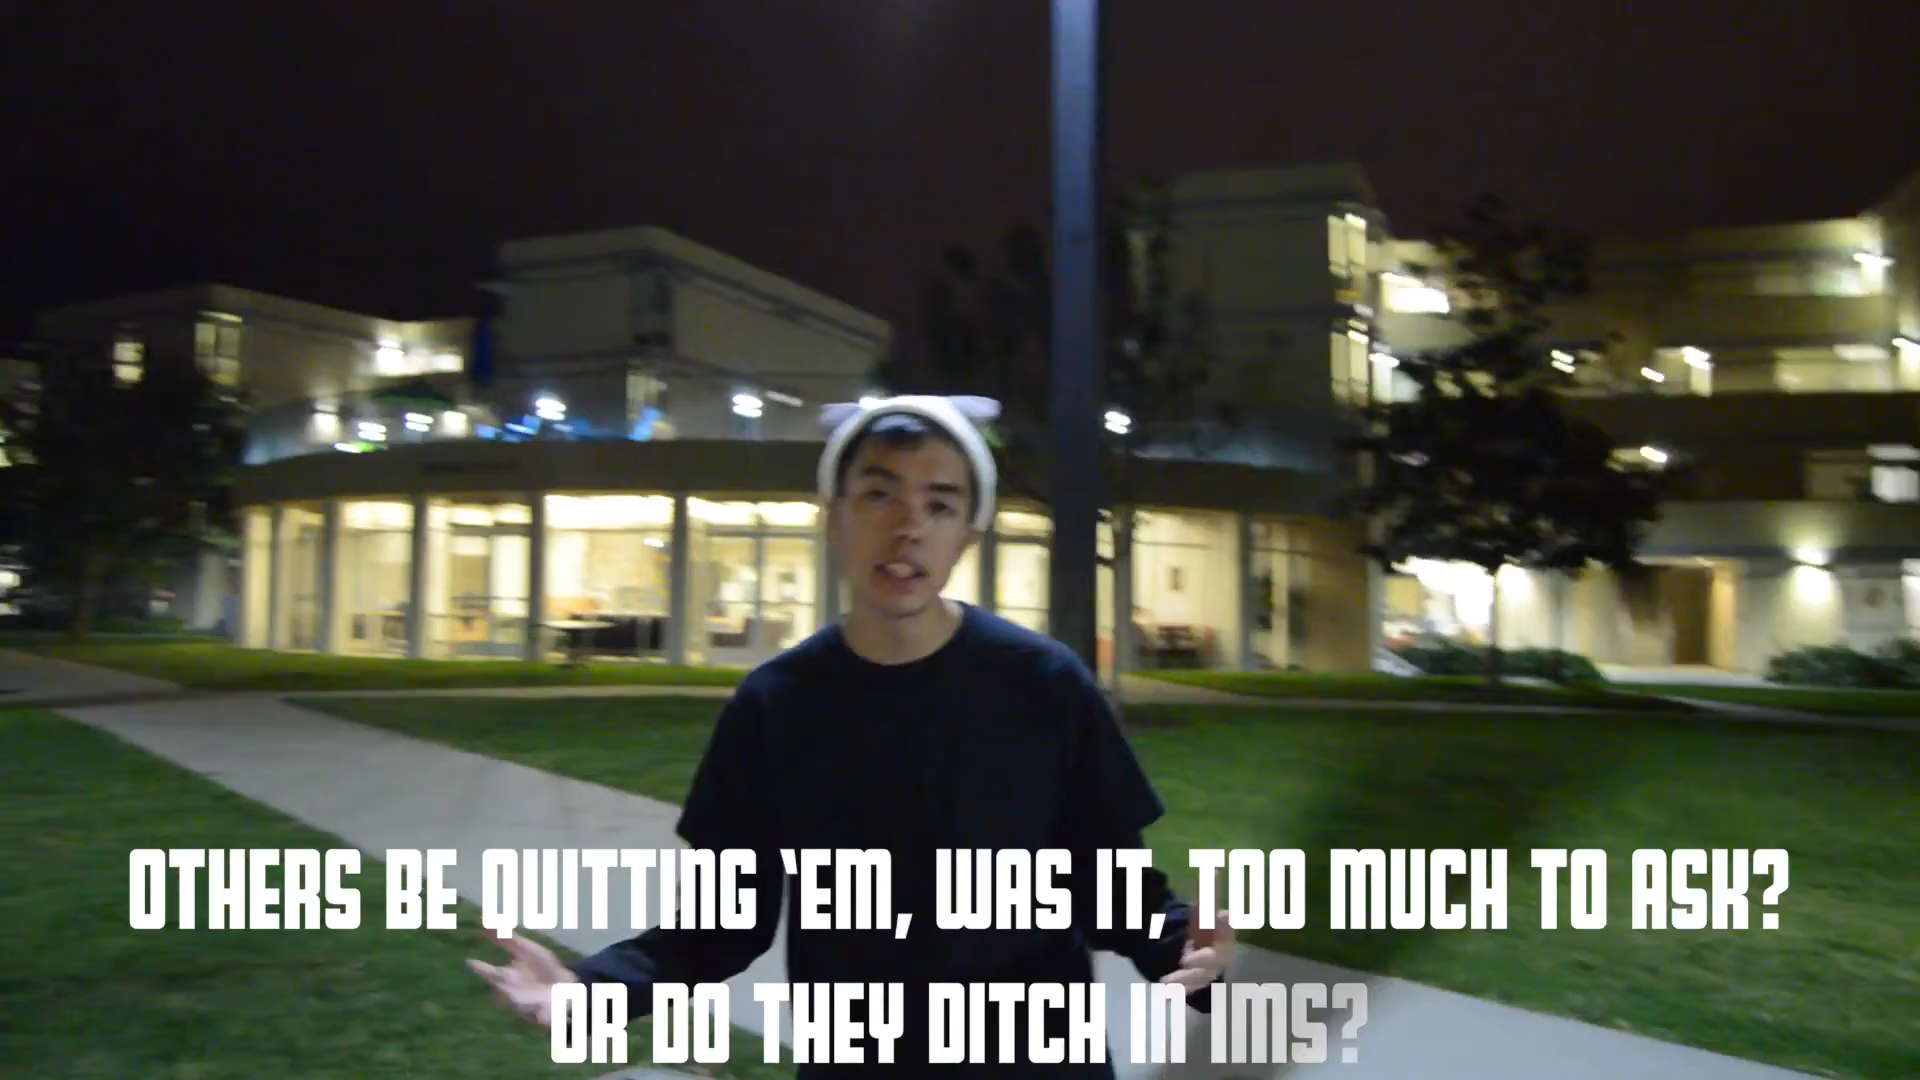 OTHERS BE QUITTING ‘EM, WAS IT, TOO MUCH TO ASK?
OR DO THEY DITCH IN IMS?